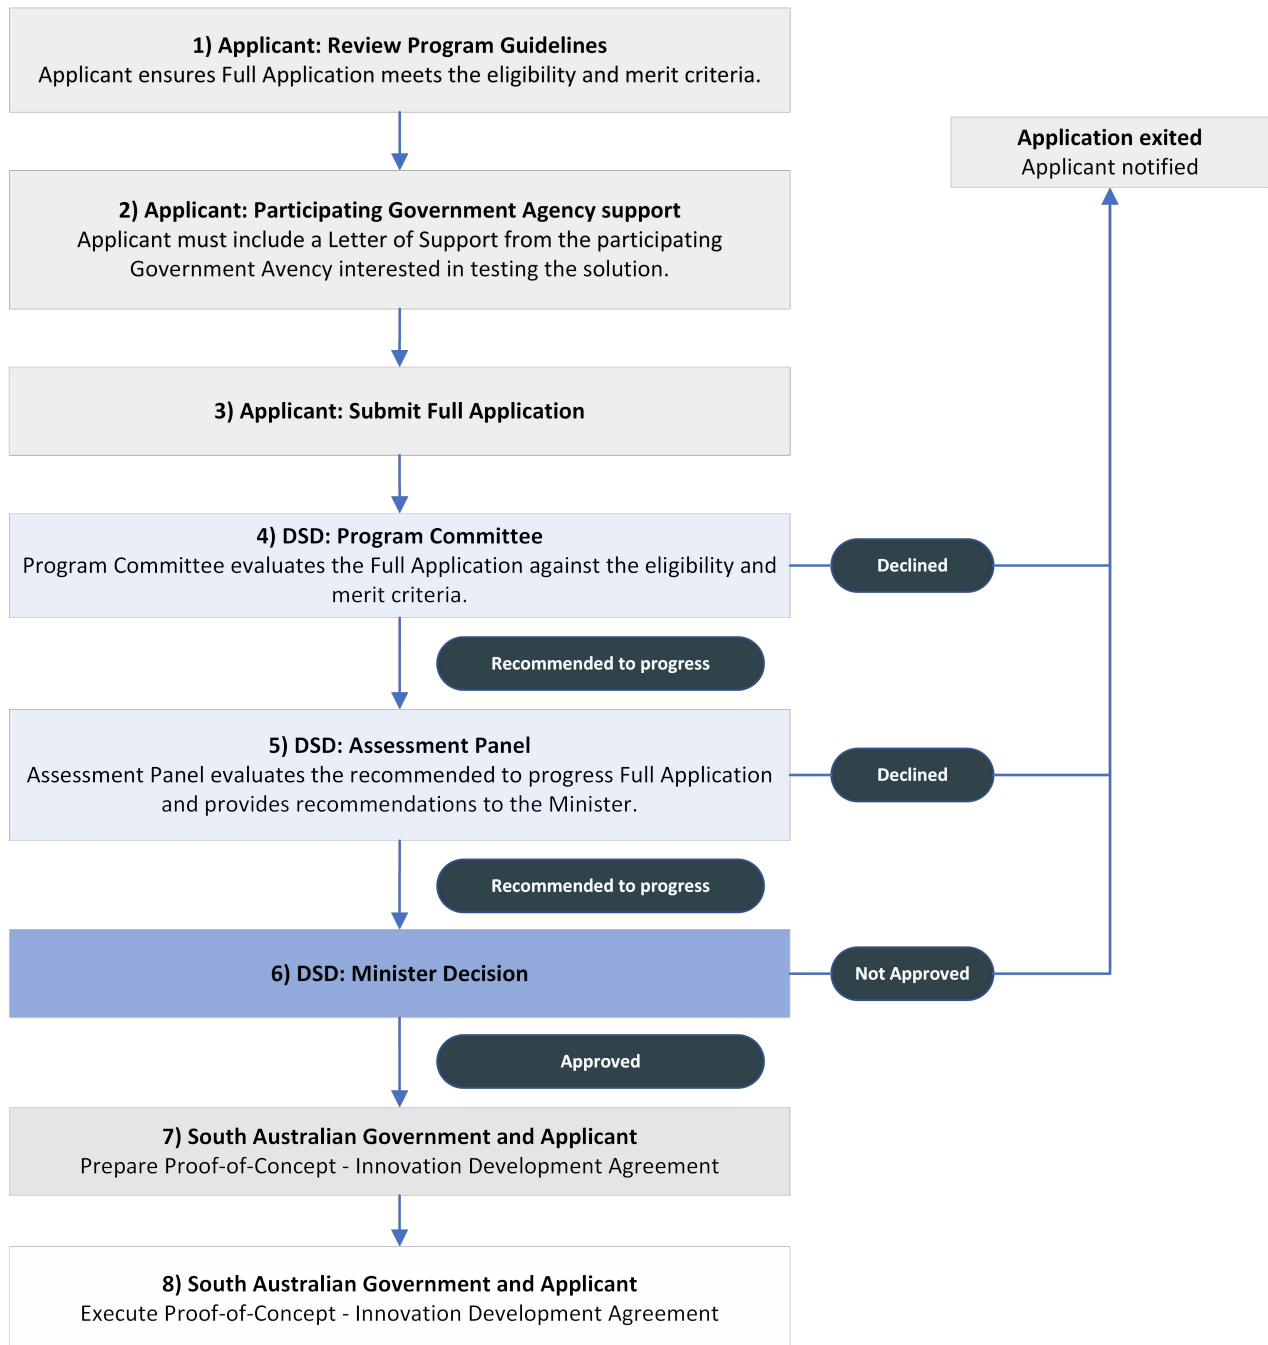 1) Applicant: Review Program Guidelines
Applicant ensures Full Application meets the eligibility and merit criteria.
Application exited
Applicant notified
2) Applicant: Participating Government Agency support
Applicant must include a Letter of Support from the participating
Government Avency interested in testing the solution.
3) Applicant: Submit Full Application
4) DSD: Program Committee
Program Committee evaluates the Full Application against the eligibility and
merit criteria.
Declined
Recommended to progress
5) DSD: Assessment Panel
Assessment Panel evaluates the recommended to progress Full Application
and provides recommendations to the Minister.
Declined
Recommended to progress
6) DSD: Minister Decision
Not Approved
Approved
7) South Australian Government and Applicant
Prepare Proof-of-Concept - Innovation Development Agreement
8) South Australian Government and Applicant
Execute Proof-of-Concept - Innovation Development Agreement